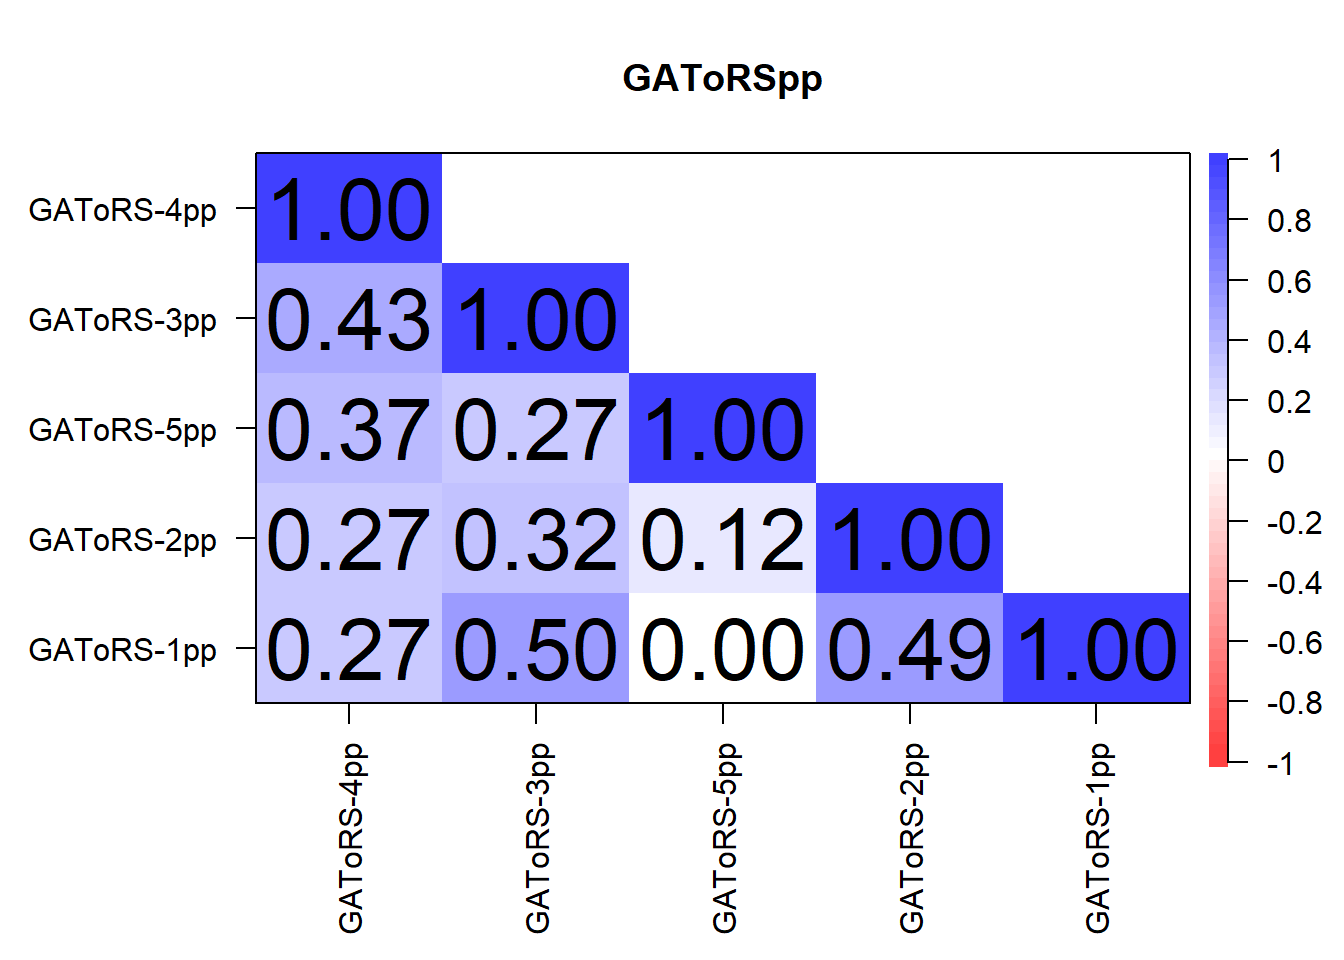 GAToRSpp
GAToRS-4pp 1.00
GAToRS-3pp 0.43 1.00
GAToRS-5pp 0.37 0.27 1.00
GAToRS-2pp 0.27 0.32 0.12 1.00
GAToRS-1pp 0.27 0.50 0.00 0.49 1.00
GAToRS-4pp
GAToRS-3pp
GAToRS-5pp
GAToRS-2pp
GAToRS-1pp
1
0.8
0.6
0.4
0.2
0
-0.2
-0.4
-0.6
-0.8
-1